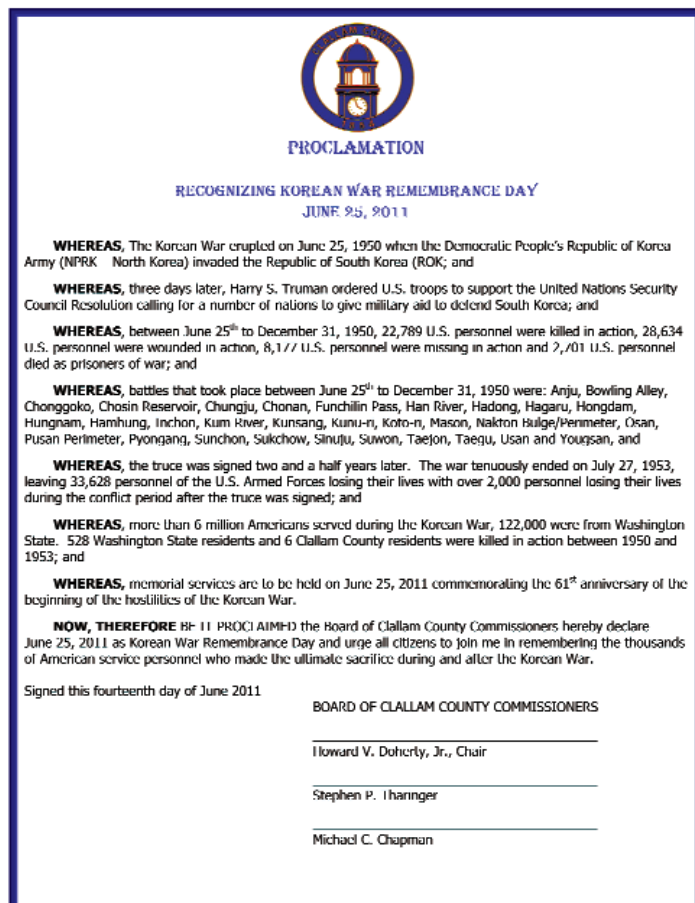 CLALLAM COUNTY
1854
PROCLAMATION
RECOGNIZING KOREAN WAR REMEMBRANCE DAY
JUNE 25, 2011
WHEREAS, The Korean War erupted on June 25, 1950 when the Democratic People's Republic of Korea
Army (NPRK North Korea) invaded the Republic of South Korea (ROK; and
WHEREAS, three days later, Harry S. Truman ordered U.S. troops to support the United Nations Security
Council Resolution calling for a number of nations to give military aid to defend South Korea; and
WHEREAS, between June 25th to December 31, 1950, 22,789 U.S. personnel were killed in action, 28,634
U.S. personnel were wounded in action, 8,177 U.S. personnel were missing in action and 2,701 U.S. personnel
died as prisoners of war; and
WHEREAS, battles that took place between June 25th to December 31, 1950 were: Anju, Bowling Alley,
Chonggoko, Chosin Reservoir, Chungju, Chonan, Funchilin Pass, Han River, Hadong, Hagaru, Hongdam,
Hungnam, Hamhung, Inchon, Kum River, Kunsang, Kunu-ri, Koto-ri, Mason, Nakton Bulge/Perimeter, Osan,
Pusan Perimeter, Pyongang, Sunchon, Sukchow, Sinuju, Suwon, Taejon, Taegu, Usan and Yougsan, and
WHEREAS, the truce was signed two and a half years later. The war tenuously ended on July 27, 1953,
leaving 33,628 personnel of the U.S. Armed Forces losing their lives with over 2,000 personnel losing their lives
during the conflict period after the truce was signed; and
WHEREAS, more than 6 million Americans served during the Korean War, 122,000 were from Washington
State. 528 Washington State residents and 6 Clallam County residents were killed in action between 1950 and
1953; and
WHEREAS, memorial services are to be held on June 25, 2011 commemorating the 61st anniversary of the
beginning of the hostilities of the Korean War.
NOW, THEREFORE BE IT PROCLAIMED the Board of Clallam County Commissioners hereby declare
June 25, 2011 as Korean War Remembrance Day and urge all citizens to join me in remembering the thousands
of American service personnel who made the ultimate sacrifice during and after the Korean War.
Signed this fourteenth day of June 2011
BOARD OF CLALLAM COUNTY COMMISSIONERS
Howard V. Doherty, Jr., Chair
Stephen P. Tharinger
Michael C. Chapman